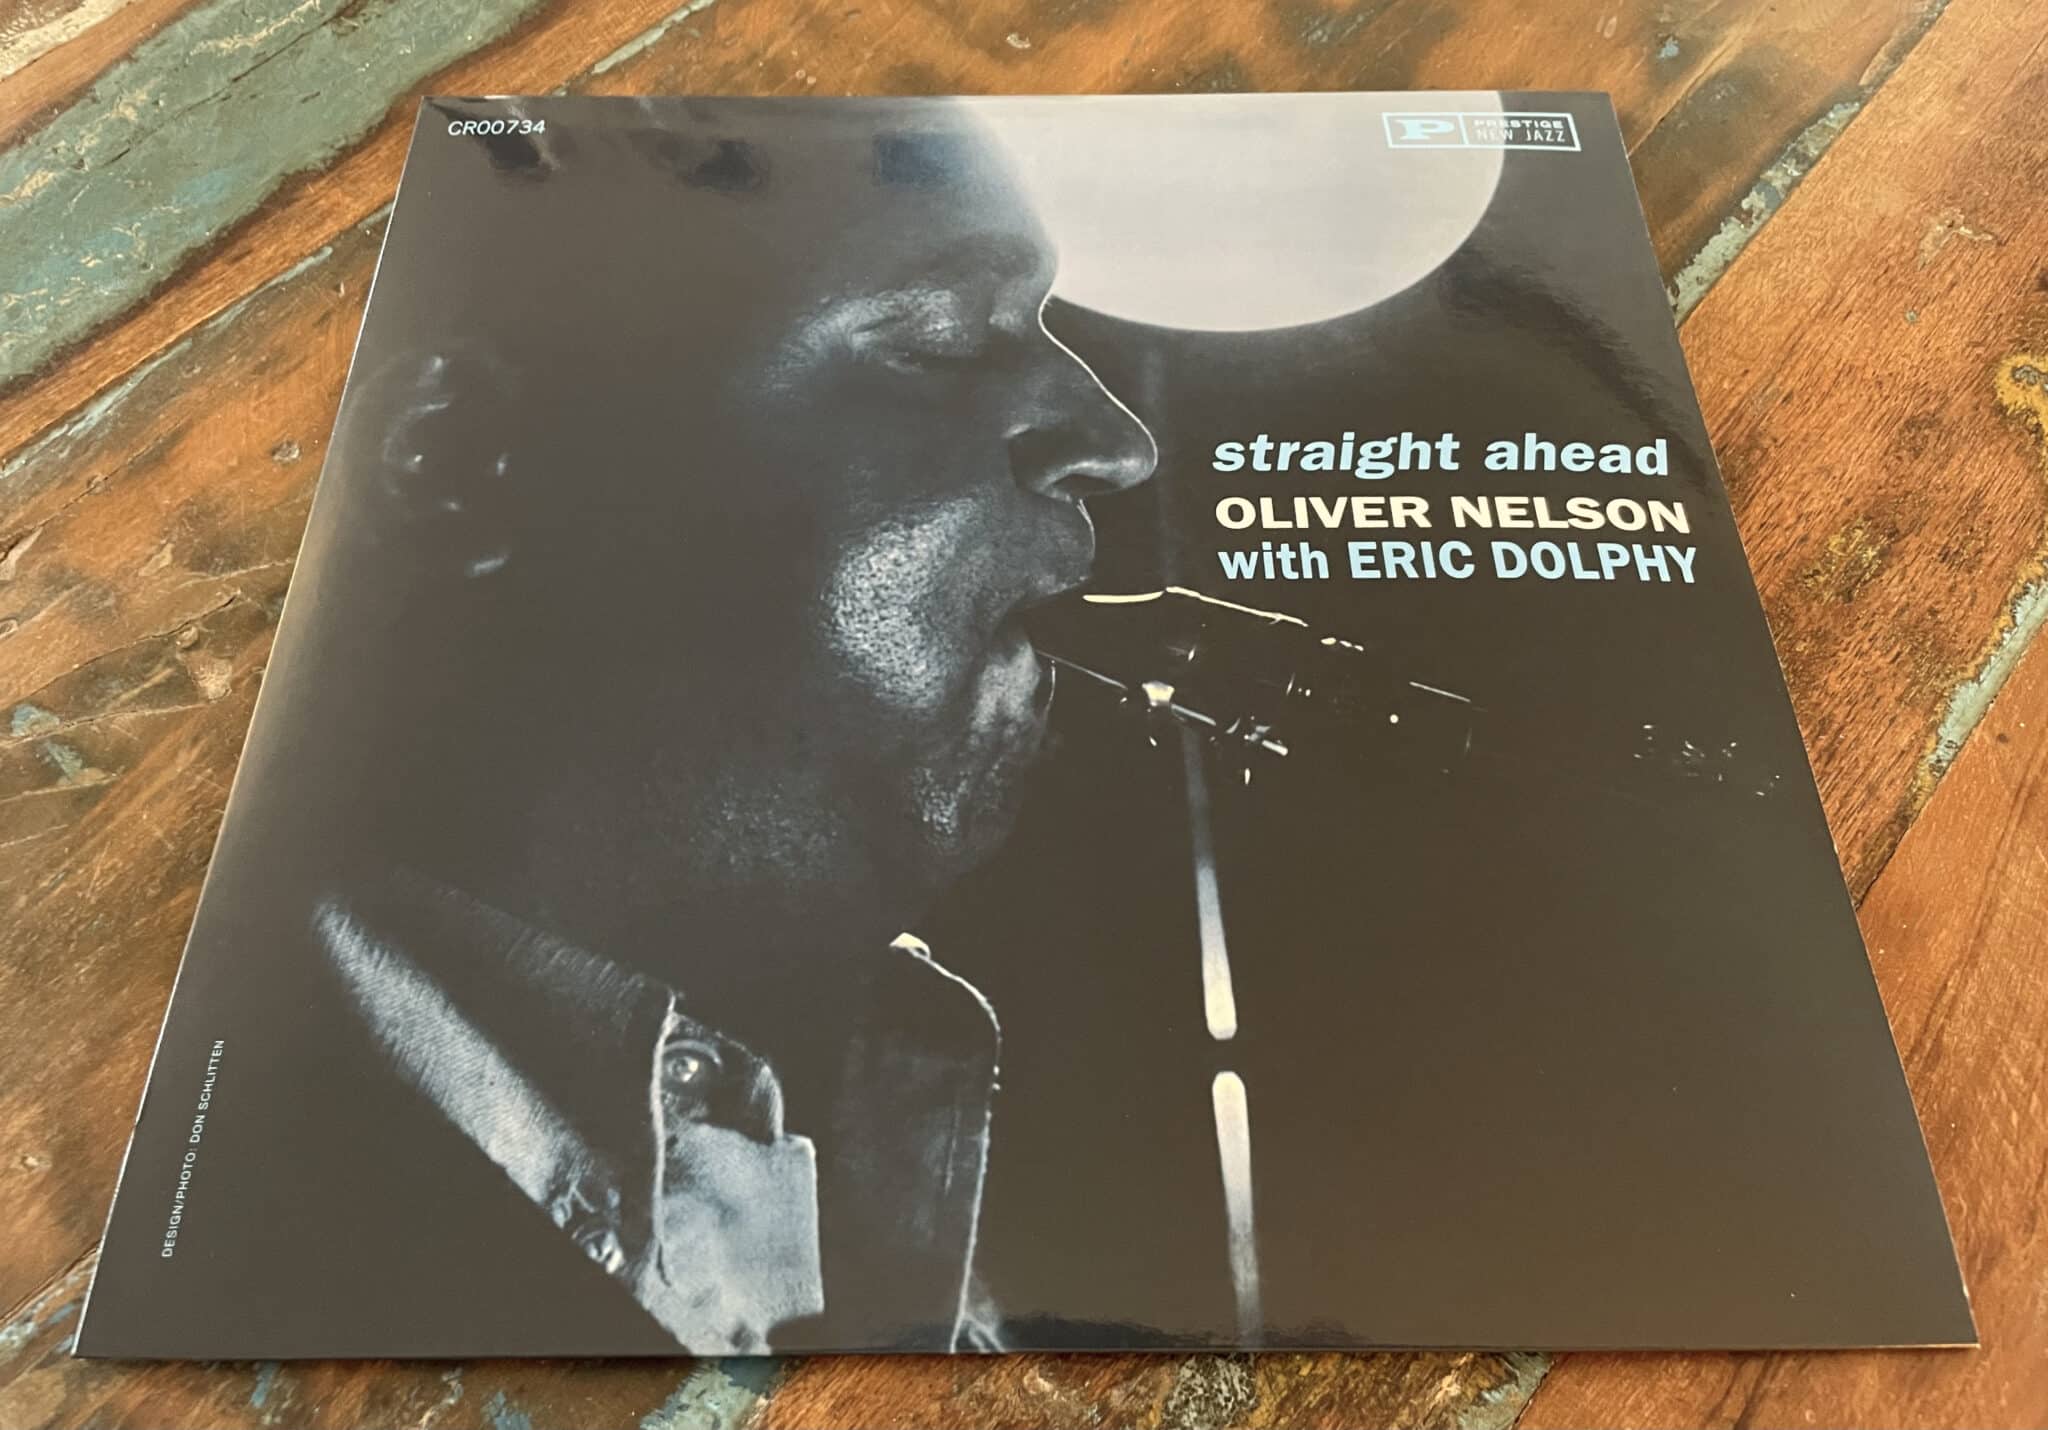 CR00734
P PRESTIGE
NEW JAZZ
straight ahead
OLIVER NELSON
with ERIC DOLPHY
DESIGN/PHOTO: DON SCHLITTEN